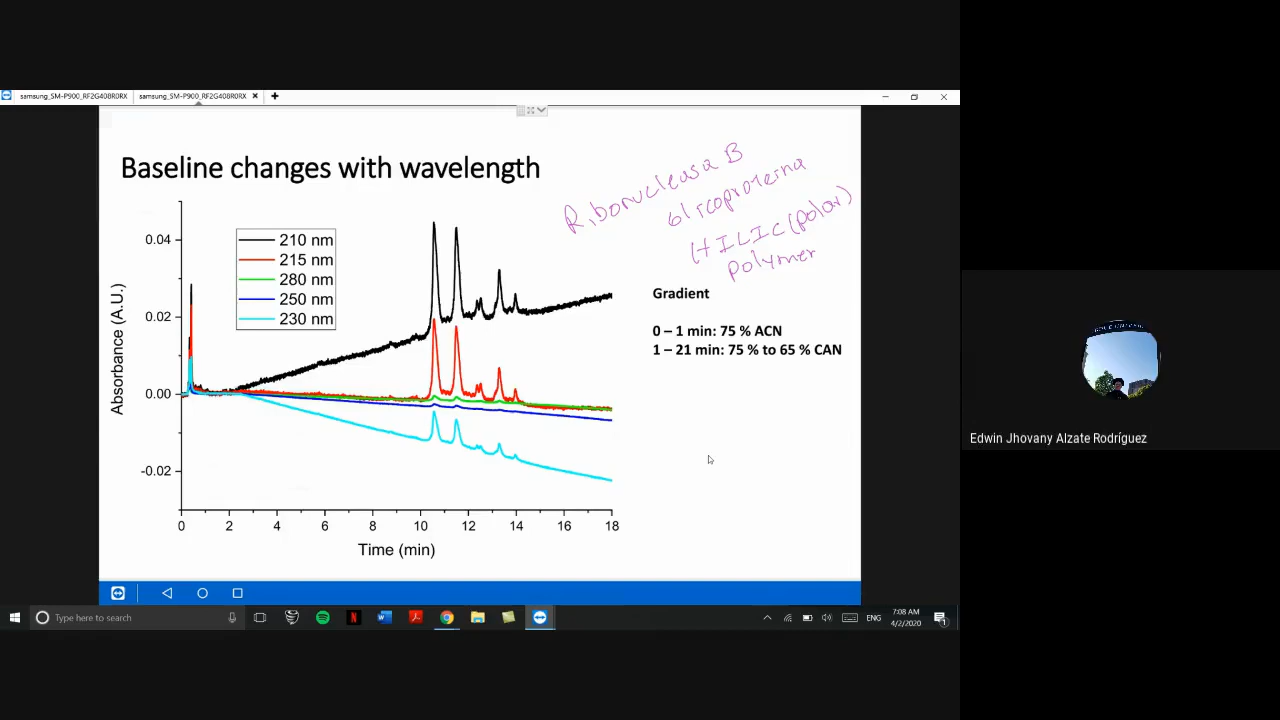 samsung_SM-P900_RF2G408R0RX
samsung_SM-P900_RF2G408R0RX
Baseline changes with wavelength
Ribonucleasa B
Glicoproteina
HILIC (polar)
polymer
0.04
0.02
0.00
-0.02
Absorbance (A.U.)
210 nm
215 nm
280 nm
250 nm
230 nm
0 2 4 6 8 10 12 14 16 18
Time (min)
Gradient
0 – 1 min: 75 % ACN
1 – 21 min: 75 % to 65 % CAN
Edwin Jhovany Alzate Rodríguez
Type here to search
ENG
7:08 AM
4/2/2020